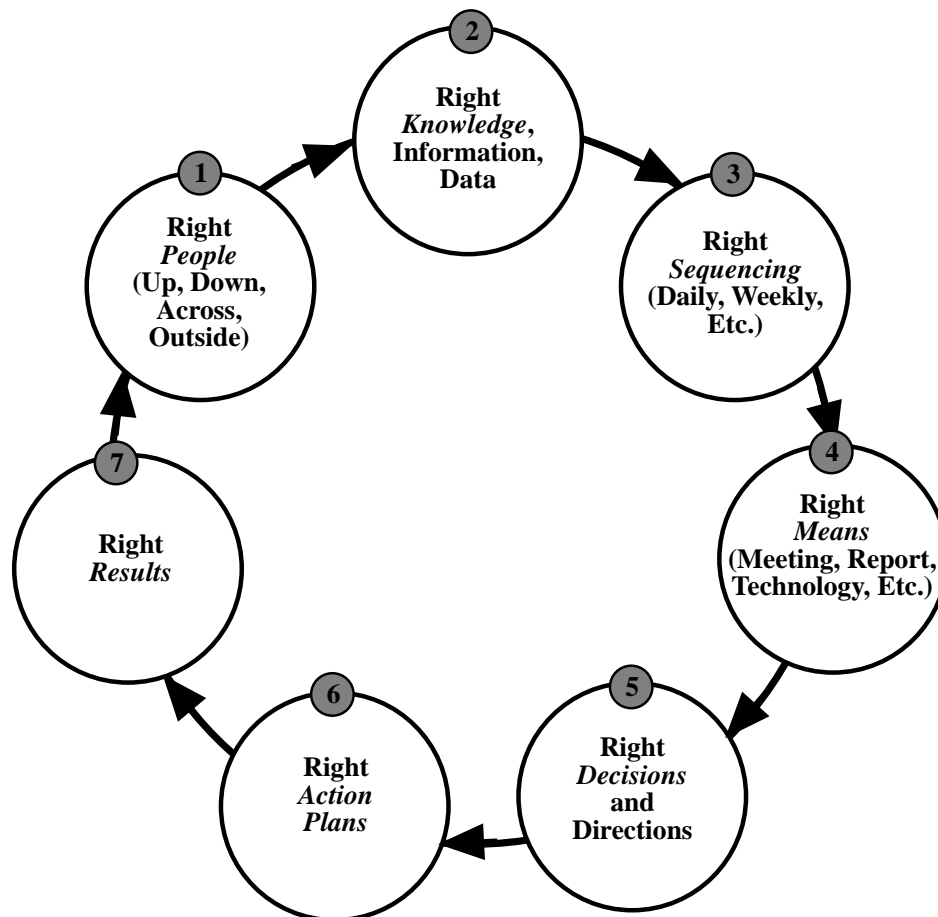 1
Right
People
(Up, Down,
Across,
Outside)
2
Right
Knowledge,
Information,
Data
3
Right
Sequencing
(Daily, Weekly,
Etc.)
4
Right
Means
(Meeting, Report,
Technology, Etc.)
5
Right
Decisions
and
Directions
6
Right
Action
Plans
7
Right
Results